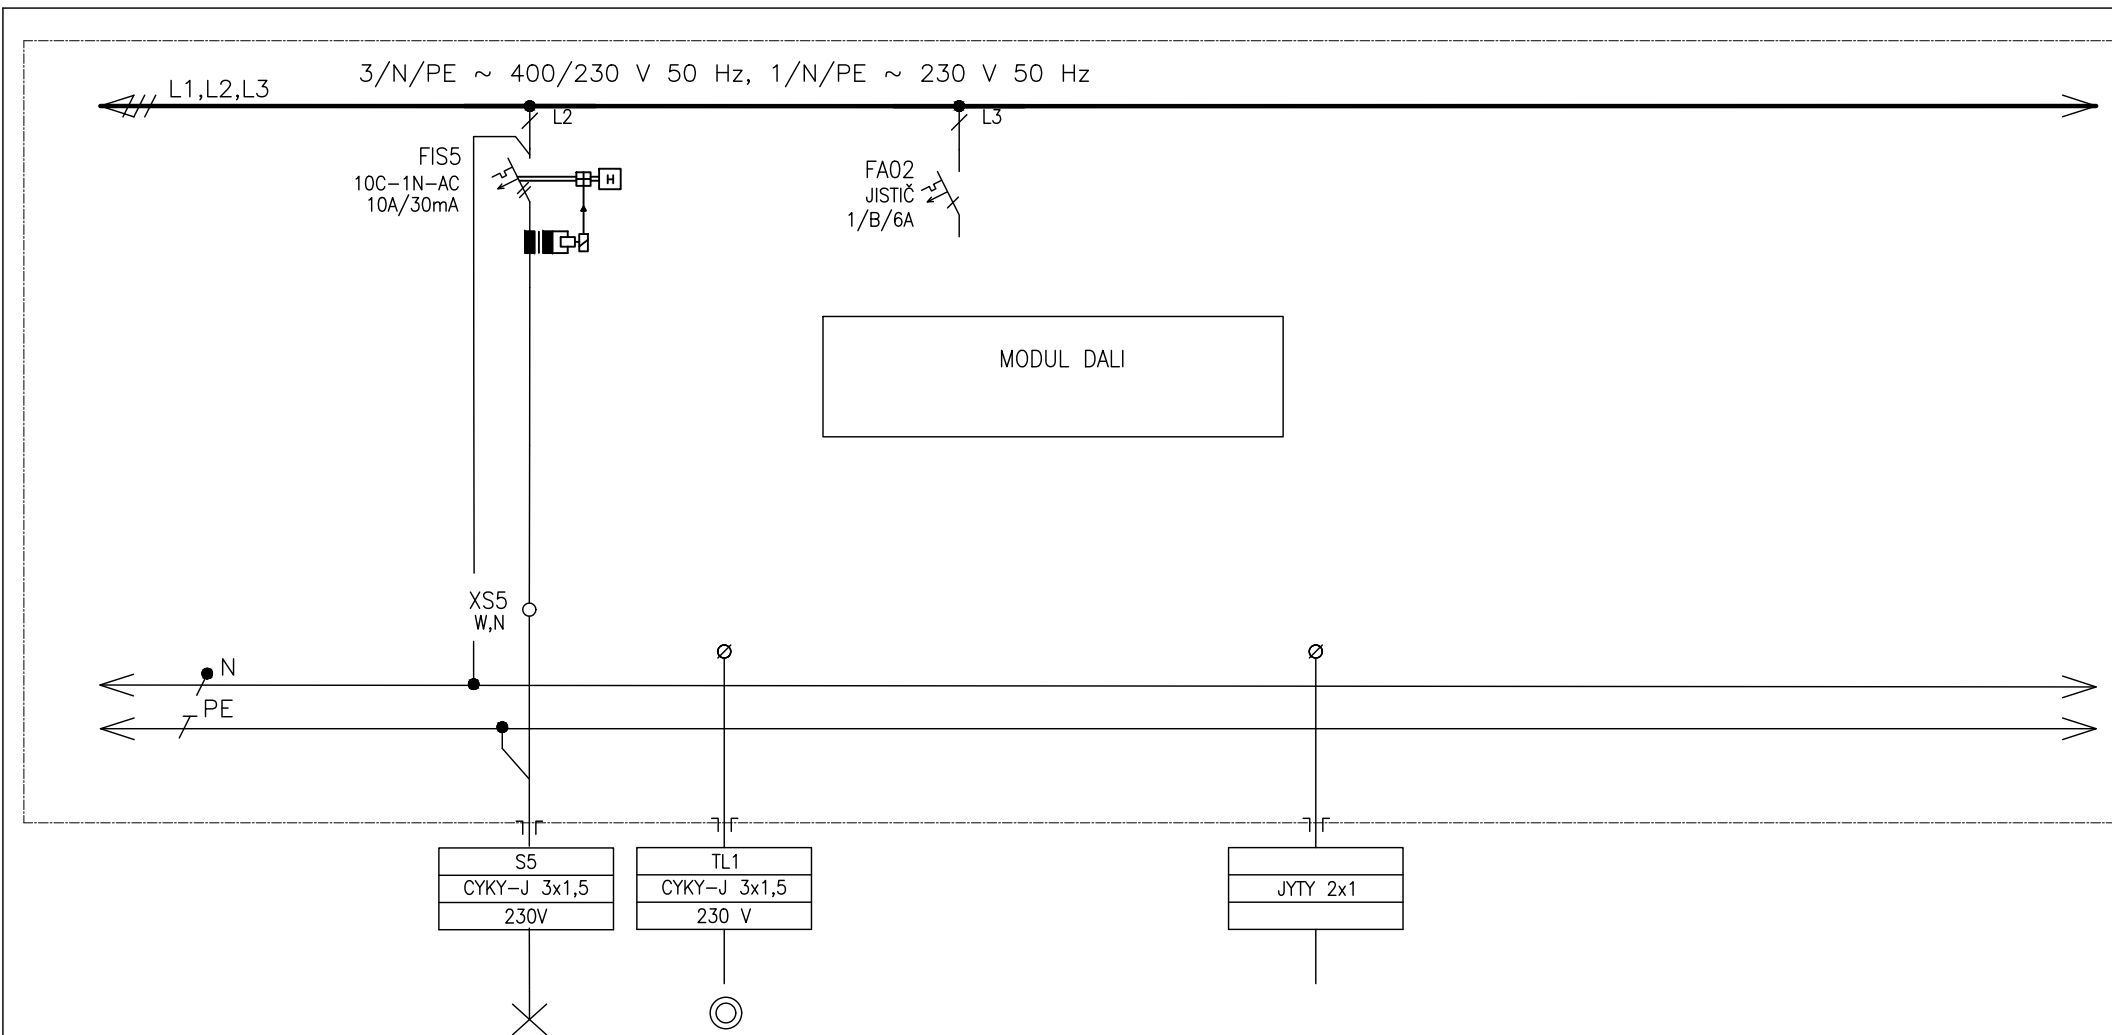 3/N/PE ~ 400/230 V 50 Hz, 1/N/PE ~ 230 V 50 Hz
L1,L2,L3
L2
L3
FIS5
10C-1N-AC
10A/30mA
H
FA02
JISTIČ
1/B/6A
MODUL DALI
XS5
W,N
N
PE
S5
CYKY-J 3x1,5
230V
TL1
CYKY-J 3x1,5
230 V
JYTY 2x1